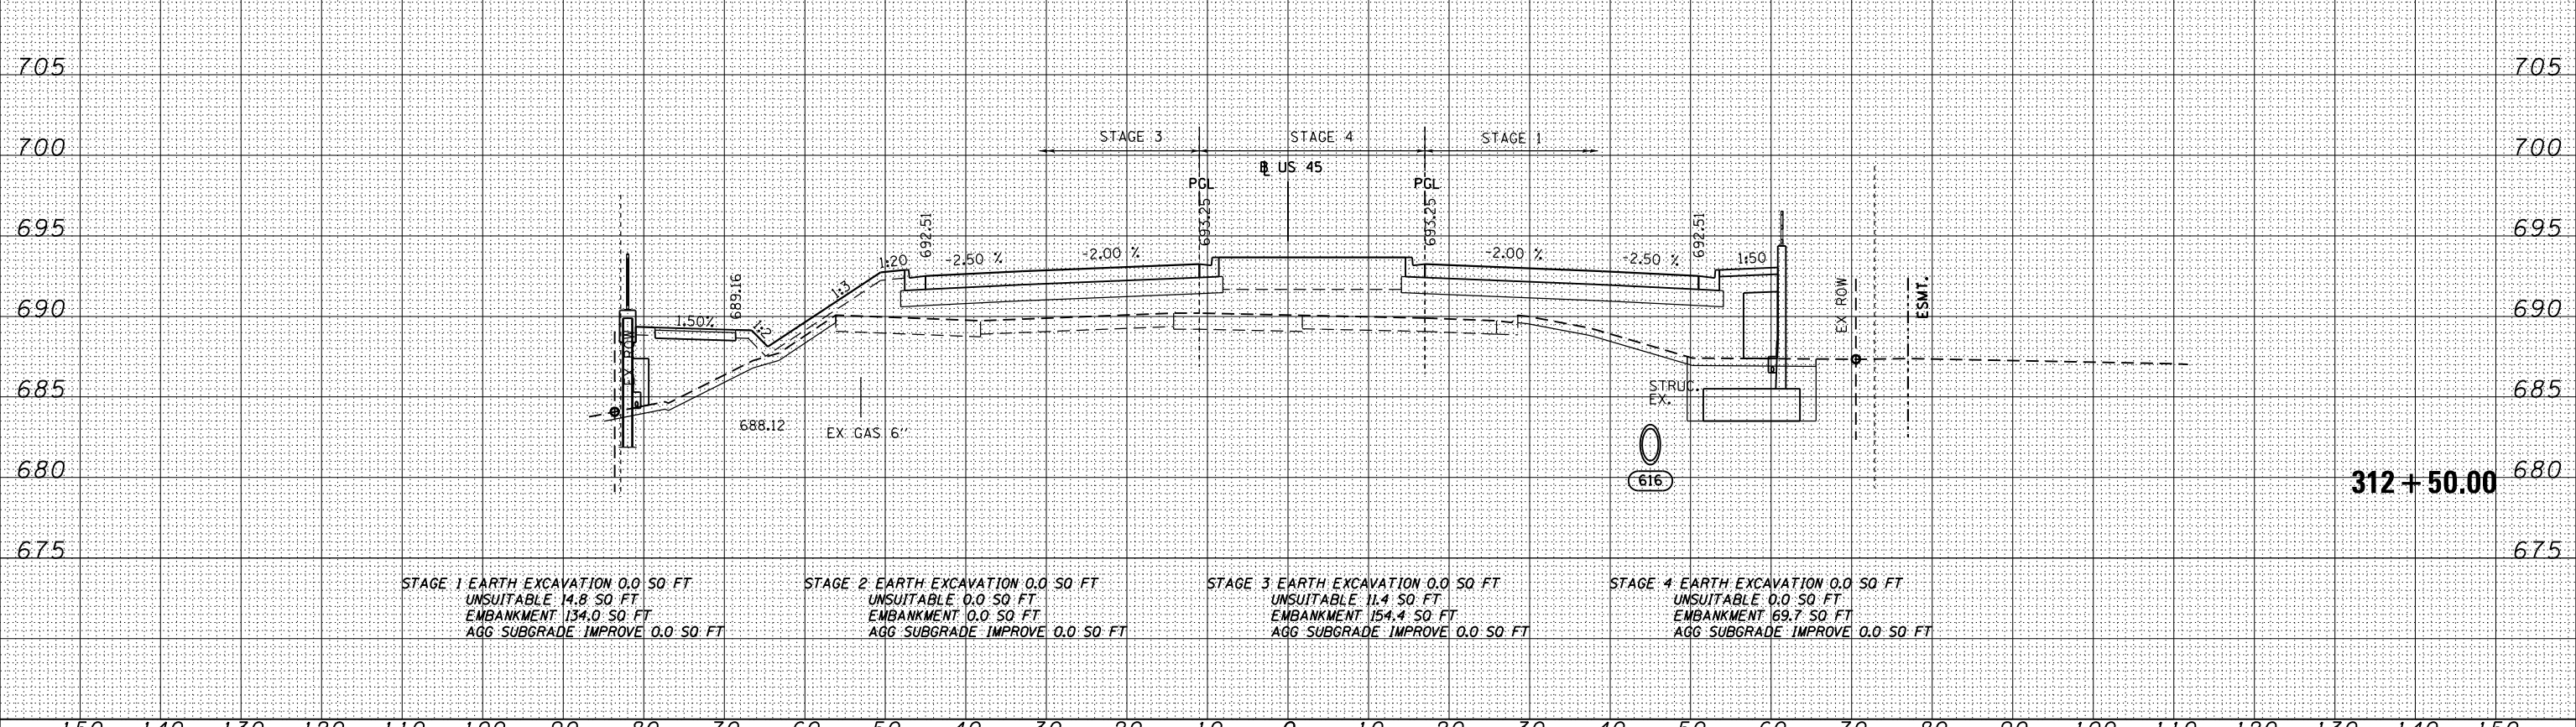 705 705
STAGE 3 STAGE 4 STAGE 1
700 700
US 45
PGL PGL
695 692.51 693.25 693.25 692.51 695
1:20 -2.50 % -2.00 % -2.00 % -2.50 % 1:50
690 689.16 1:3 EX ROW ESMT. 690
1.50% 1:2
EX ROW
685 STRUC. 685
EX.
688.12 EX GAS 6''
680 616 312+50.00 680
675 675
STAGE 1 EARTH EXCAVATION 0.0 SQ FT
UNSUITABLE 14.8 SQ FT
EMBANKMENT 134.0 SQ FT
AGG SUBGRADE IMPROVE 0.0 SQ FT
STAGE 2 EARTH EXCAVATION 0.0 SQ FT
UNSUITABLE 0.0 SQ FT
EMBANKMENT 0.0 SQ FT
AGG SUBGRADE IMPROVE 0.0 SQ FT
STAGE 3 EARTH EXCAVATION 0.0 SQ FT
UNSUITABLE 11.4 SQ FT
EMBANKMENT 154.4 SQ FT
AGG SUBGRADE IMPROVE 0.0 SQ FT
STAGE 4 EARTH EXCAVATION 0.0 SQ FT
UNSUITABLE 0.0 SQ FT
EMBANKMENT 69.7 SQ FT
AGG SUBGRADE IMPROVE 0.0 SQ FT